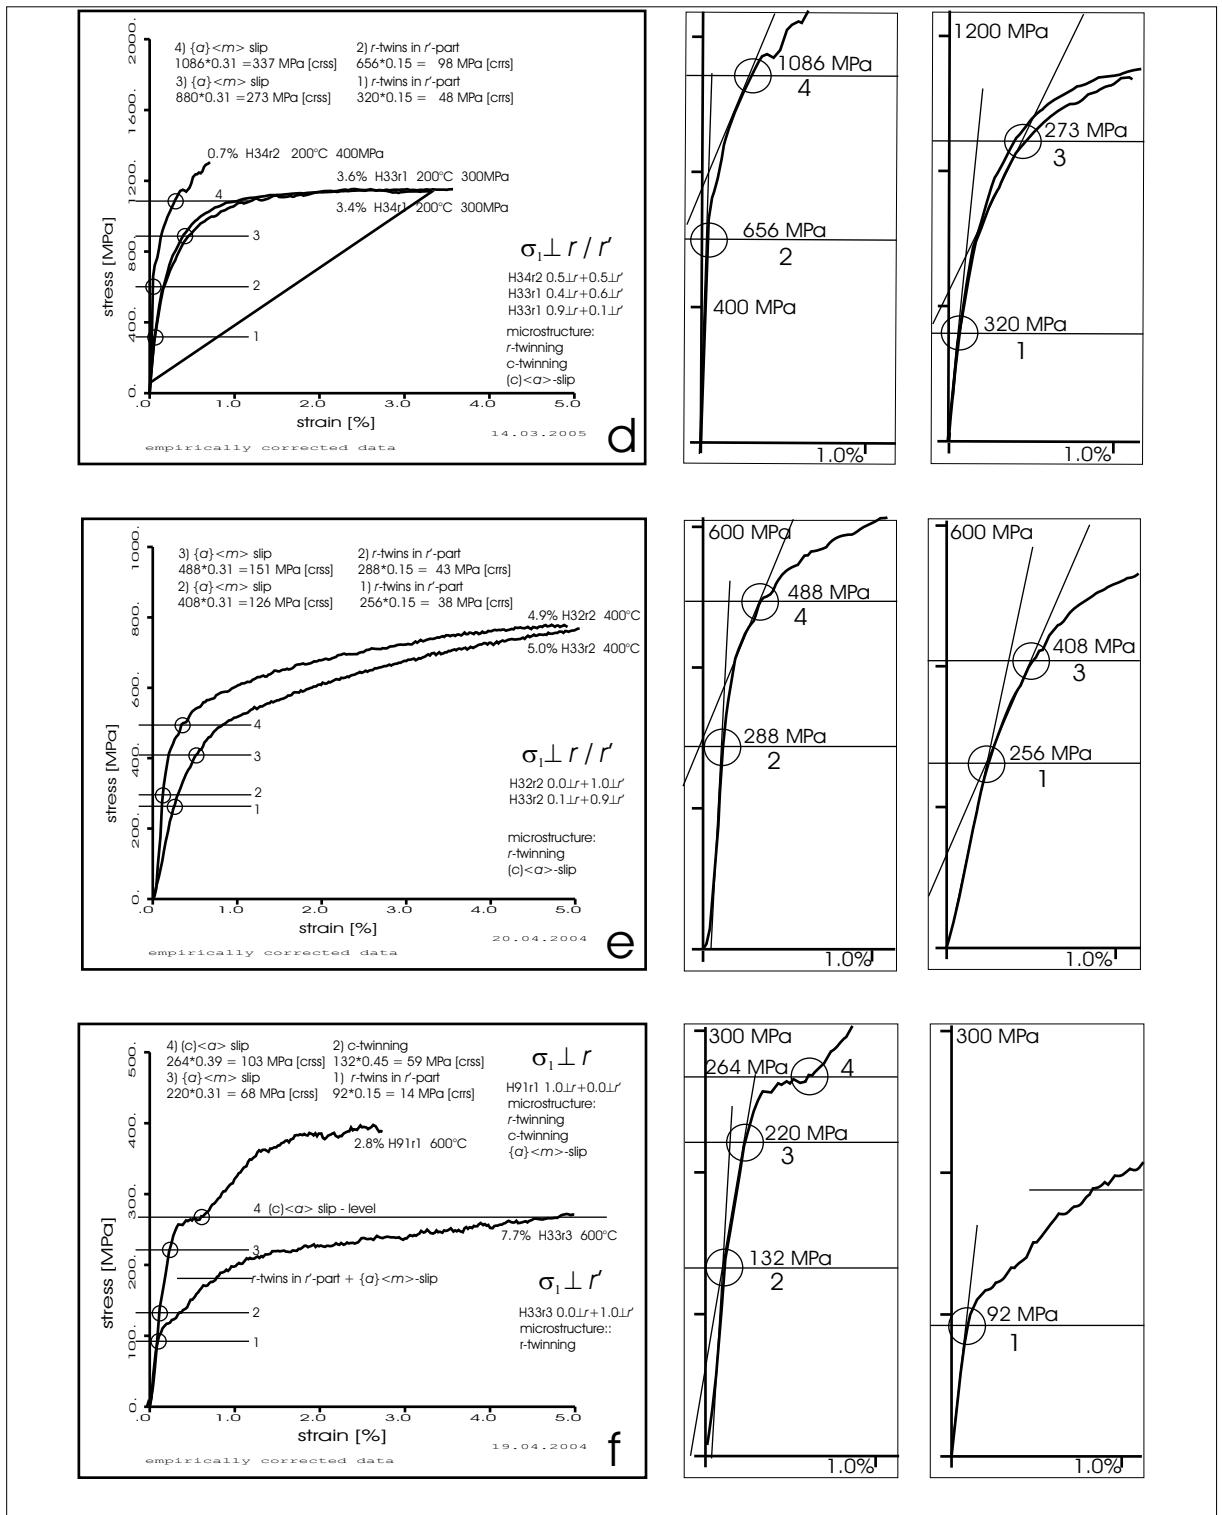 4) {a}<m> slip
1086*0.31 =337 MPa [crss]
3) {a}<m> slip
880*0.31 =273 MPa [crss]
2) r-twins in r'-part
656*0.15 = 98 MPa [crss]
1) r-twins in r'-part
320*0.15 = 48 MPa [crss]
0.7% H34r2 200°C 400MPa
3.6% H33r1 200°C 300MPa
3.4% H34r1 200°C 300MPa
4
3
2
1
σ1⊥ r / r'
H34r2 0.5⊥r+0.5⊥r'
H33r1 0.4⊥r+0.6⊥r'
H33r1 0.9⊥r+0.1⊥r'
microstructure:
r-twinning
c-twinning
(c)<a>-slip
stress [MPa]
0. 400. 800. 1200. 1600. 2000.
.0 1.0 2.0 3.0 4.0 5.0
strain [%]
14.03.2005
empirically corrected data
d
1086 MPa
4
656 MPa
2
400 MPa
1.0%
1200 MPa
273 MPa
3
320 MPa
1
1.0%
3) {a}<m> slip
488*0.31 =151 MPa [crss]
2) {a}<m> slip
408*0.31 =126 MPa [crss]
2) r-twins in r'-part
288*0.15 = 43 MPa [crss]
1) r-twins in r'-part
256*0.15 = 38 MPa [crss]
4.9% H32r2 400°C
5.0% H33r2 400°C
4
3
2
1
σ1⊥ r / r'
H32r2 0.0⊥r+1.0⊥r'
H33r2 0.1⊥r+0.9⊥r'
microstructure:
r-twinning
(c)<a>-slip
stress [MPa]
0. 200. 400. 600. 800. 1000.
.0 1.0 2.0 3.0 4.0 5.0
strain [%]
20.04.2004
empirically corrected data
e
600 MPa
488 MPa
4
288 MPa
2
1.0%
600 MPa
408 MPa
3
256 MPa
1
1.0%
4) (c)<a> slip
264*0.39 = 103 MPa [crss]
3) {a}<m> slip
220*0.31 = 68 MPa [crss]
2) c-twinning
132*0.45 = 59 MPa [crss]
1) r-twins in r'-part
92*0.15 = 14 MPa [crss]
σ1⊥ r
H91r1 1.0⊥r+0.0⊥r'
microstructure:
r-twinning
c-twinning
{a}<m>-slip
2.8% H91r1 600°C
4 (c)<a> slip - level
7.7% H33r3 600°C
3
r-twins in r'-part + {a}<m>-slip
2
1
σ1⊥ r'
H33r3 0.0⊥r+1.0⊥r'
microstructure::
r-twinning
stress [MPa]
0. 100. 200. 300. 400. 500.
.0 1.0 2.0 3.0 4.0 5.0
strain [%]
19.04.2004
empirically corrected data
f
300 MPa
264 MPa
4
220 MPa
3
132 MPa
2
1.0%
300 MPa
92 MPa
1
1.0%